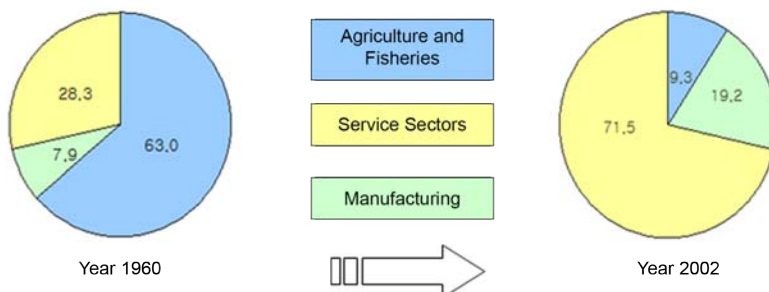 28.3
7.9
63.0
Year 1960
Agriculture and
Fisheries
Service Sectors
Manufacturing
9.3
19.2
71.5
Year 2002